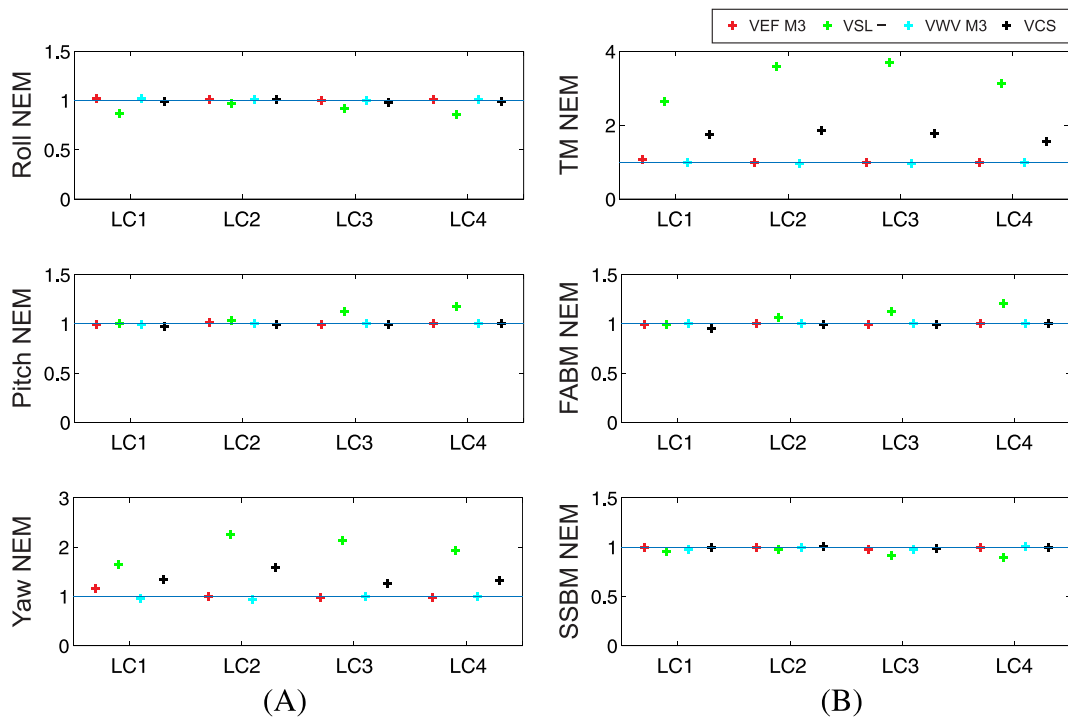 VEF M3 VSL – VWV M3 VCS
1.5
1
0.5
0
Roll NEM
LC1 LC2 LC3 LC4
4
2
1
0
TM NEM
LC1 LC2 LC3 LC4
1.5
1
0.5
0
Pitch NEM
LC1 LC2 LC3 LC4
1.5
1
0.5
0
FABM NEM
LC1 LC2 LC3 LC4
3
2
1
0
Yaw NEM
LC1 LC2 LC3 LC4
(A)
1.5
1
0.5
0
SSBM NEM
LC1 LC2 LC3 LC4
(B)